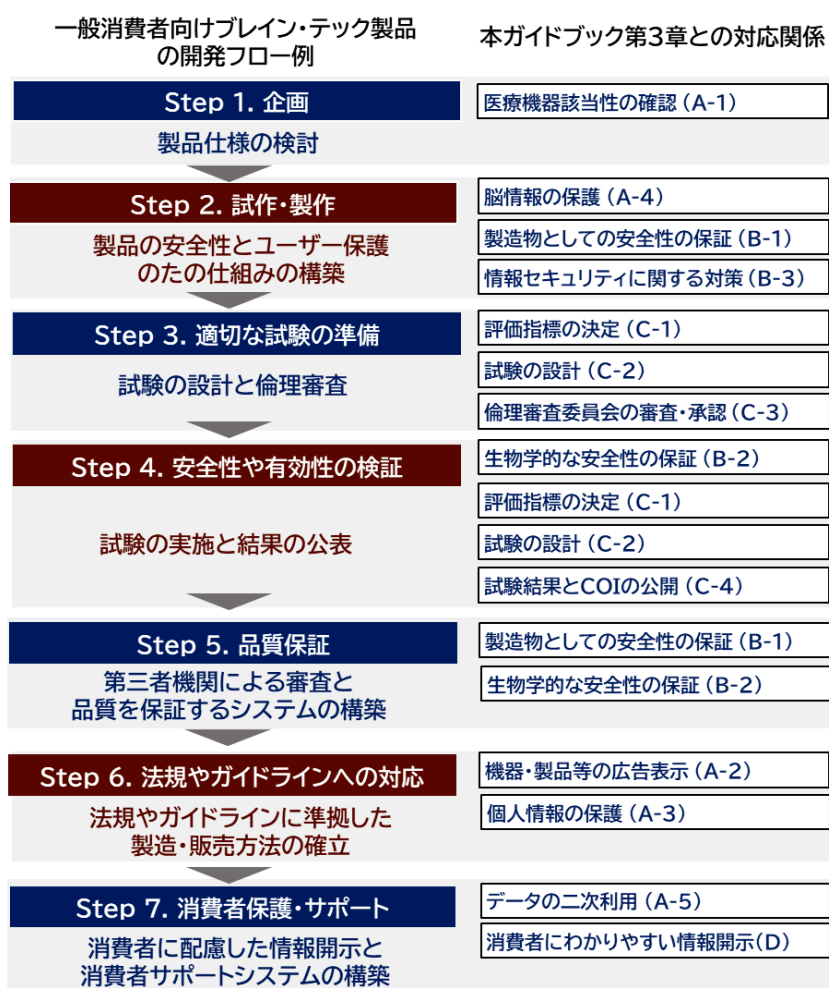 一般消費者向けブレイン・テック製品
の開発フロー例
本ガイドブック第3章との対応関係
Step 1. 企画
製品仕様の検討
医療機器該当性の確認（A-1）
Step 2. 試作・製作
製品の安全性とユーザー保護
のたの仕組みの構築
脳情報の保護（A-4）
製造物としての安全性の保証（B-1）
情報セキュリティに関する対策（B-3）
Step 3. 適切な試験の準備
試験の設計と倫理審査
評価指標の決定（C-1）
試験の設計（C-2）
倫理審査委員会の審査・承認（C-3）
Step 4. 安全性や有効性の検証
試験の実施と結果の公表
生物学的な安全性の保証（B-2）
評価指標の決定（C-1）
試験の設計（C-2）
試験結果とCOIの公開（C-4）
Step 5. 品質保証
第三者機関による審査と
品質を保証するシステムの構築
製造物としての安全性の保証（B-1）
生物学的な安全性の保証（B-2）
Step 6. 法規やガイドラインへの対応
法規やガイドラインに準拠した
製造・販売方法の確立
機器・製品等の広告表示（A-2）
個人情報の保護（A-3）
Step 7. 消費者保護・サポート
消費者に配慮した情報開示と
消費者サポートシステムの構築
データの二次利用（A-5）
消費者にわかりやすい情報開示（D）